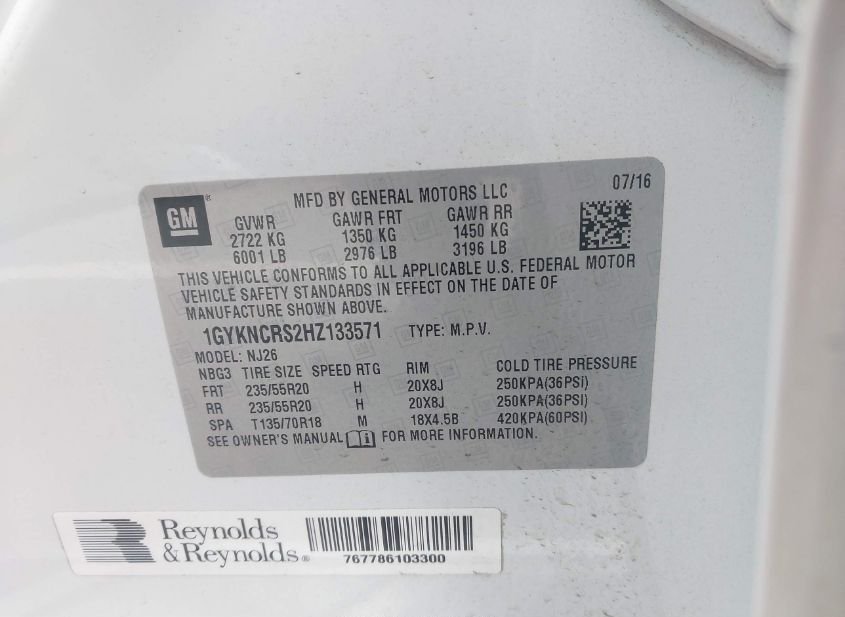 MFD BY GENERAL MOTORS LLC 07/16
GM ®
GVWR GAWR FRT GAWR RR
2722 KG 1350 KG 1450 KG
6001 LB 2976 LB 3196 LB
THIS VEHICLE CONFORMS TO ALL APPLICABLE U.S. FEDERAL MOTOR
VEHICLE SAFETY STANDARDS IN EFFECT ON THE DATE OF
MANUFACTURE SHOWN ABOVE.
1GYKNCRS2HZ133571 TYPE: M.P.V.
MODEL: NJ26
NBG3 TIRE SIZE SPEED RTG RIM COLD TIRE PRESSURE
FRT 235/55R20 H 20X8J 250KPA(36PSI)
RR 235/55R20 H 20X8J 250KPA(36PSI)
SPA T135/70R18 M 18X4.5B 420KPA(60PSI)
SEE OWNER'S MANUAL FOR MORE INFORMATION.
Reynolds
& Reynolds®
767786103300